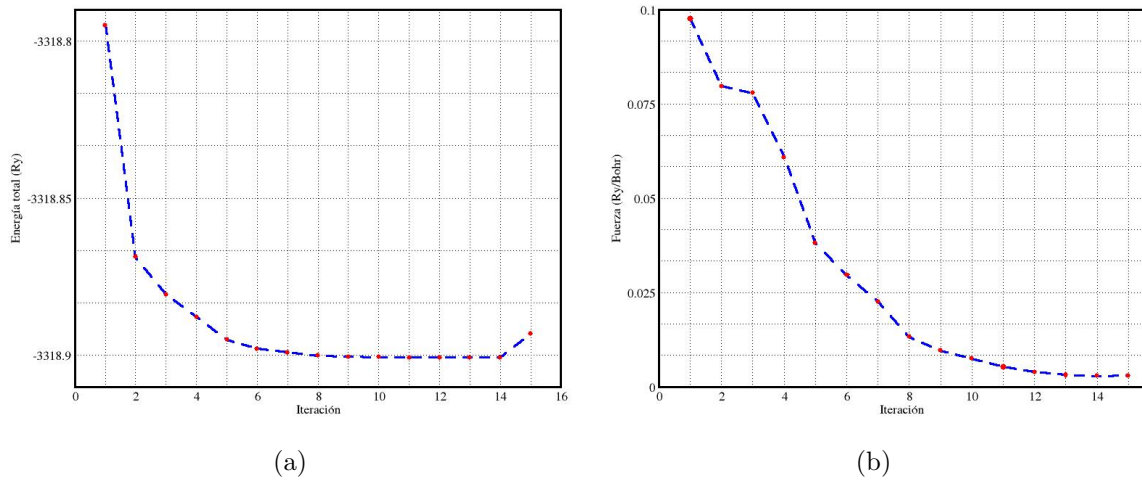 -3318.8
-3318.85
-3318.9
Energía total (Ry)
0 2 4 6 8 10 12 14 16
Iteración
(a)
0.1
0.075
0.05
0.025
0
Fuerza (Ry/Bohr)
0 2 4 6 8 10 12 14
Iteración
(b)